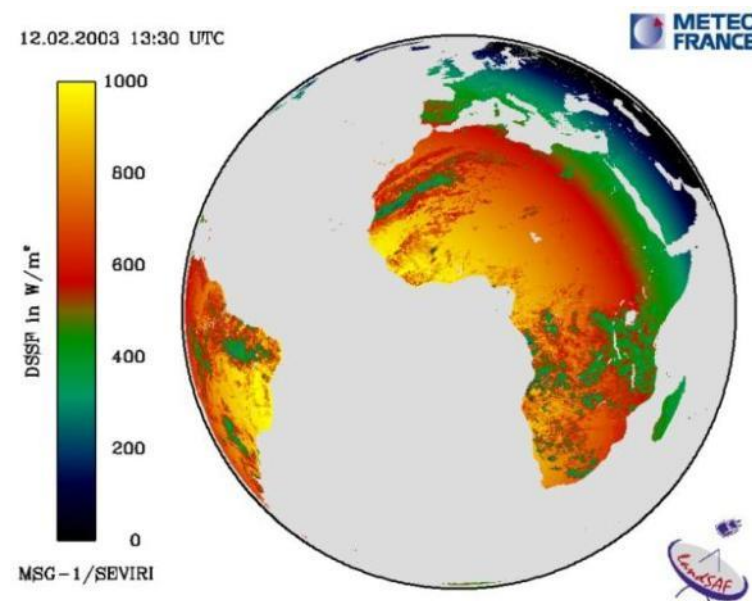 12.02.2003 13:30 UTC
METEO
FRANCE
1000
800
600
400
200
0
DSSF in W/m²
MSG-1/SEVIRI
landSAF